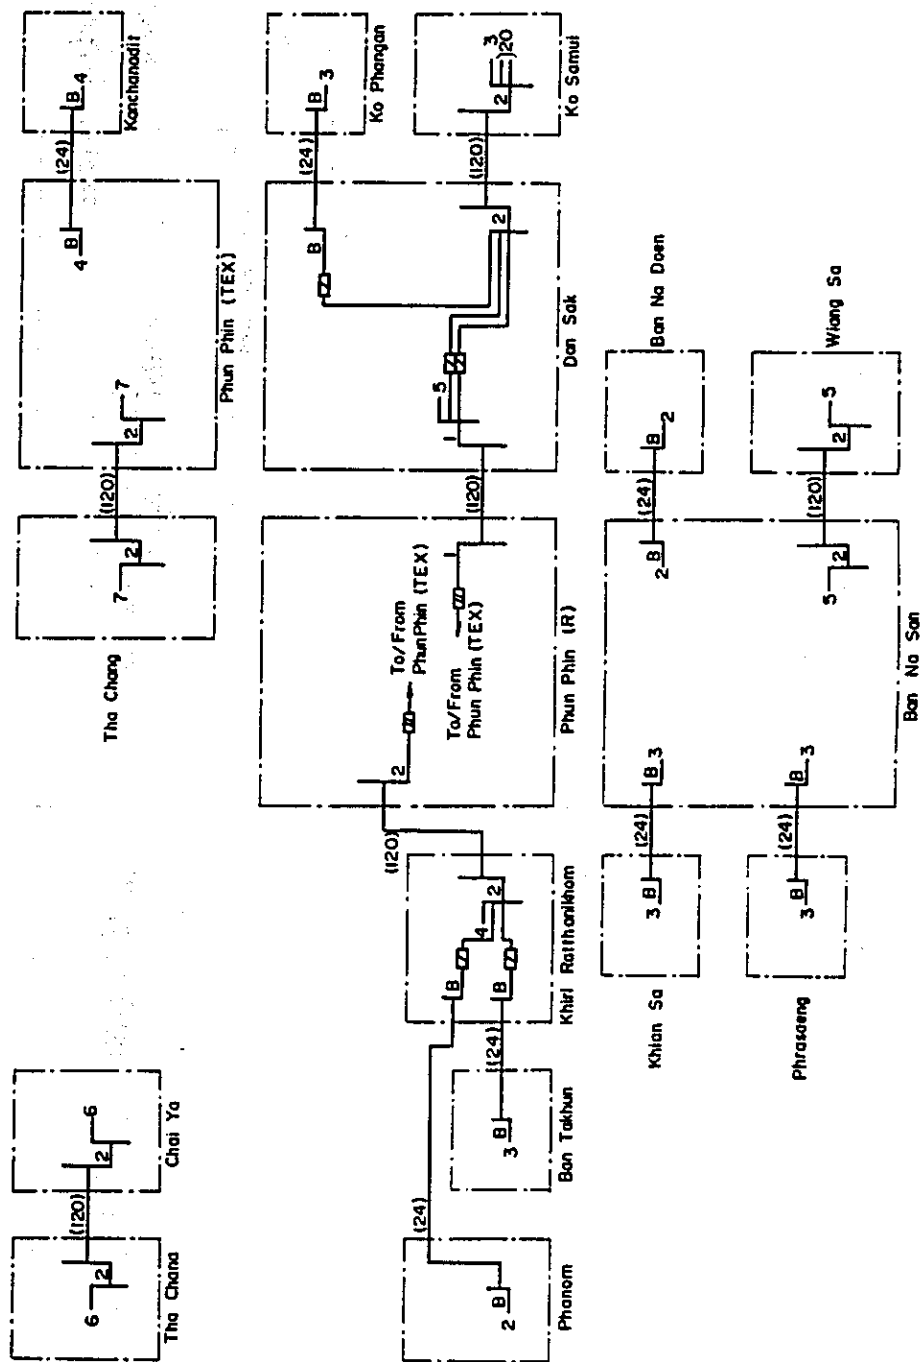 Kanchanadit
B
4
(24)
B
4
Phun Phin (TEX)
7
2
(120)
2
7
Tha Chang
6
Chai Ya
2
(120)
2
6
Tha Chana
Ko Phangan
B
3
(24)
B
Ko Samui
3
20
2
(120)
2
Don Sak
5
(120)
To/From
Phun Phin (TEX)
To/From
Phun Phin (TEX)
2
Phun Phin (R)
(120)
2
4
B
B
Khiri Ratthanikhom
(24)
B
3
Ban Takhun
(24)
B
2
Phanom
Ban Na Doen
B
2
(24)
B
2
Wiang Sa
5
2
(120)
2
5
Ban Na San
B
3
(24)
B
3
Khian Sa
B
3
(24)
B
3
Phrasaeng